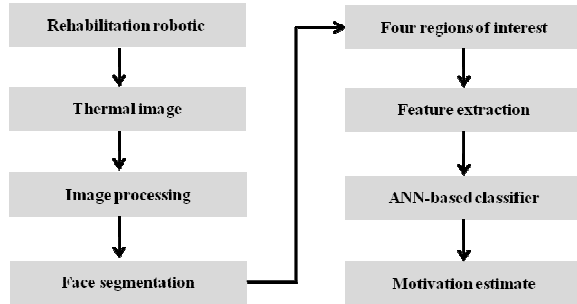 Rehabilitation robotic
Thermal image
Image processing
Face segmentation
Four regions of interest
Feature extraction
ANN-based classifier
Motivation estimate